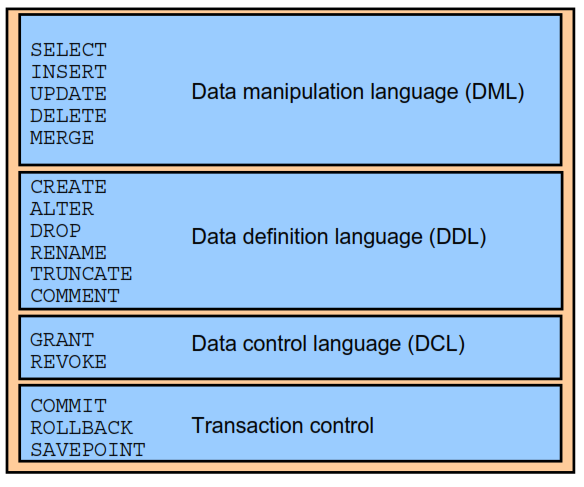 SELECT
INSERT
UPDATE
DELETE
MERGE
Data manipulation language (DML)
CREATE
ALTER
DROP
RENAME
TRUNCATE
COMMENT
Data definition language (DDL)
GRANT
REVOKE
Data control language (DCL)
COMMIT
ROLLBACK
SAVEPOINT
Transaction control